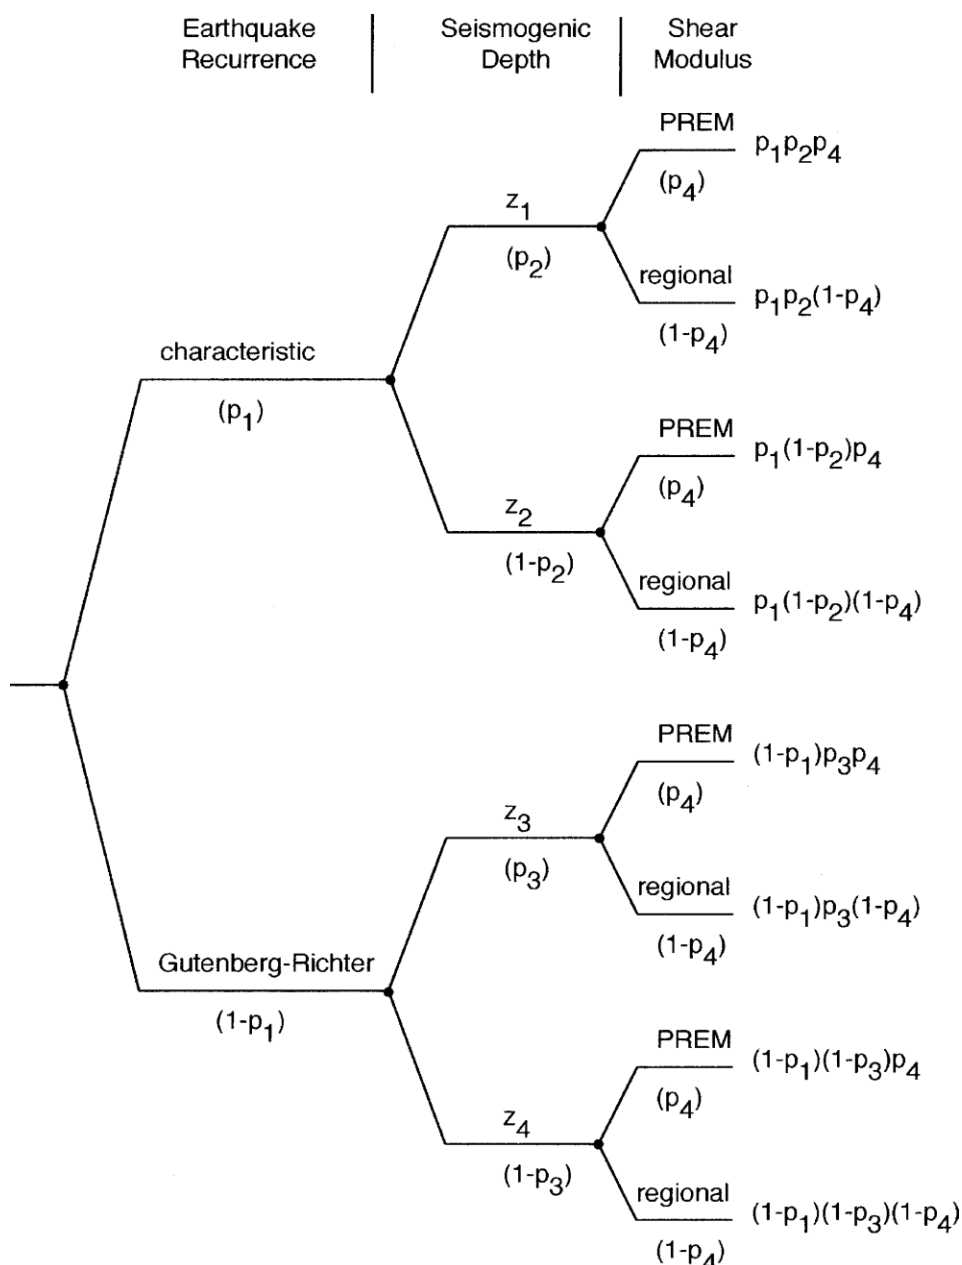 Earthquake
Recurrence
Seismogenic
Depth
Shear
Modulus
PREM
p₁p₂p₄
(p₄)
z₁
(p₂)
regional
p₁p₂(1-p₄)
(1-p₄)
characteristic
(p₁)
PREM
p₁(1-p₂)p₄
(p₄)
z₂
(1-p₂)
regional
p₁(1-p₂)(1-p₄)
(1-p₄)
PREM
(1-p₁)p₃p₄
(p₄)
z₃
(p₃)
regional
(1-p₁)p₃(1-p₄)
(1-p₄)
Gutenberg-Richter
(1-p₁)
PREM
(1-p₁)(1-p₃)p₄
(p₄)
z₄
(1-p₃)
regional
(1-p₁)(1-p₃)(1-p₄)
(1-p₄)